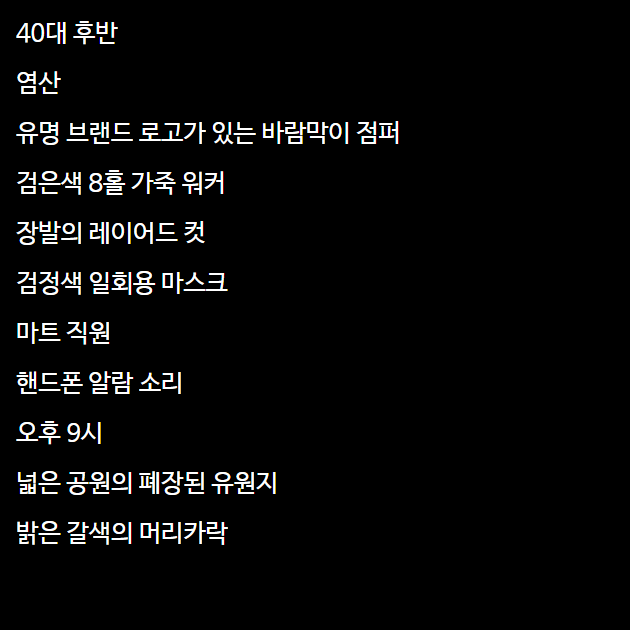 40대 후반
염산
유명 브랜드 로고가 있는 바람막이 점퍼
검은색 8홀 가죽 워커
장발의 레이어드 컷
검정색 일회용 마스크
마트 직원
핸드폰 알람 소리
오후 9시
넓은 공원의 폐장된 유원지
밝은 갈색의 머리카락